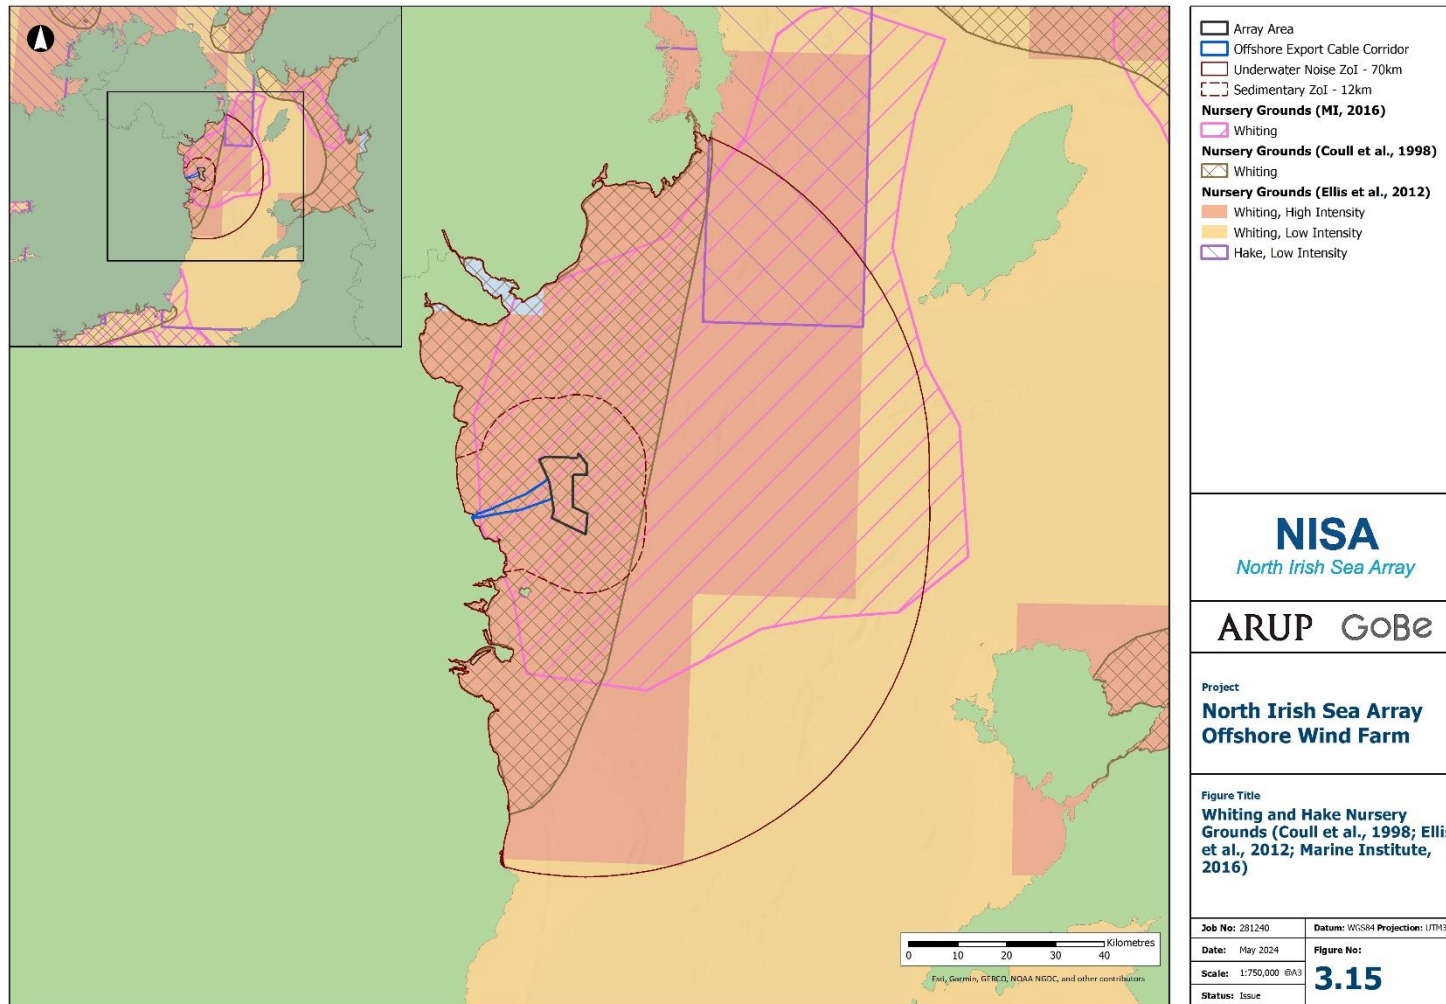 Array Area
Offshore Export Cable Corridor
Underwater Noise ZoI - 70km
Sedimentary ZoI - 12km
Nursery Grounds (MI, 2016)
Whiting
Nursery Grounds (Coull et al., 1998)
Whiting
Nursery Grounds (Ellis et al., 2012)
Whiting, High Intensity
Whiting, Low Intensity
Hake, Low Intensity
NISA
North Irish Sea Array
ARUP GoBe
Project
North Irish Sea Array
Offshore Wind Farm
Figure Title
Whiting and Hake Nursery
Grounds (Coull et al., 1998; Ellis
et al., 2012; Marine Institute,
2016)
Job No: 281240
Datum: WGS84 Projection: UTM3
Date: May 2024
Figure No:
Scale: 1:750,000 @A3
3.15
Status: Issue
Kilometres
0 10 20 30 40
Esri, Garmin, GEBCO, NOAA NGDC, and other contributors